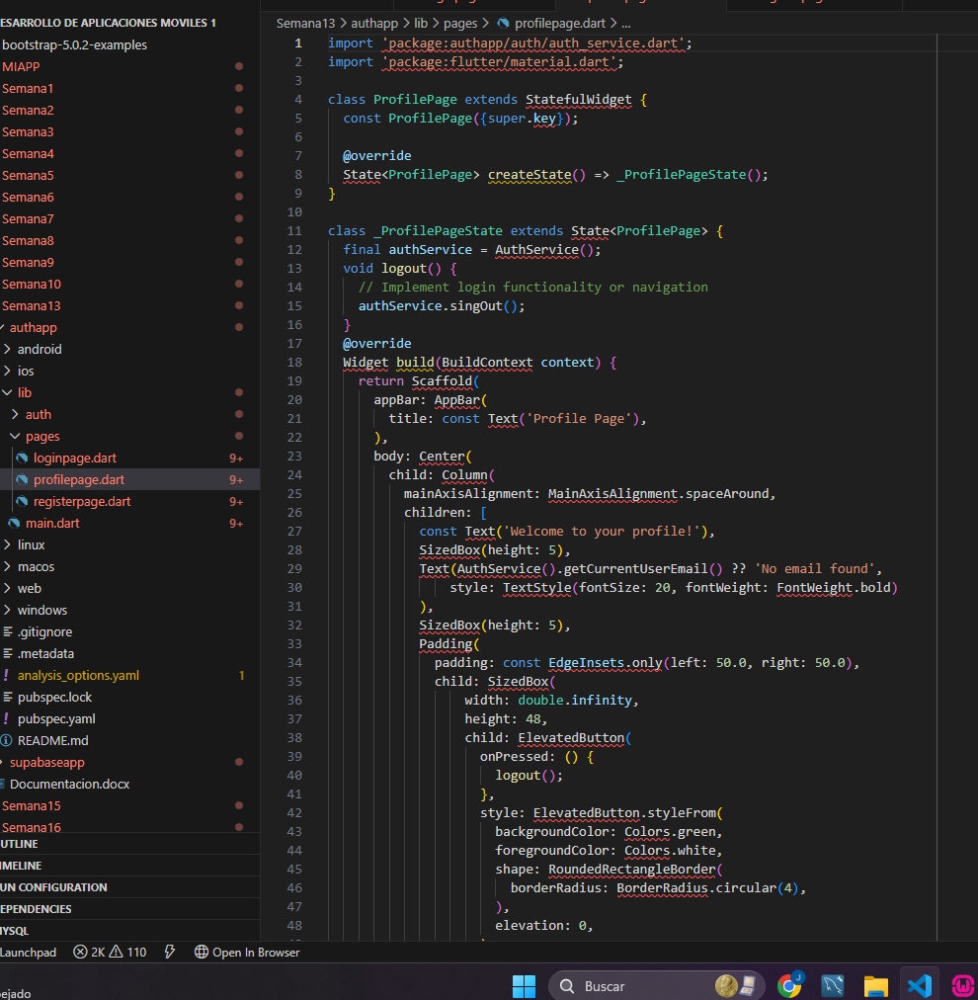 ESARROLLO DE APLICACIONES MOVILES 1
bootstrap-5.0.2-examples
MIAPP
Semana1
Semana2
Semana3
Semana4
Semana5
Semana6
Semana7
Semana8
Semana9
Semana10
Semana13
authapp
android
ios
lib
auth
pages
loginpage.dart 9+
profilepage.dart 9+
registerpage.dart 9+
main.dart 9+
linux
macos
web
windows
.gitignore
.metadata
analysis_options.yaml 1
pubspec.lock
pubspec.yaml
README.md
supabaseapp
Documentacion.docx
Semana15
Semana16
UTLINE
IMELINE
UN CONFIGURATION
EPENDENCIES
YSQL
Semana13 > authapp > lib > pages > profilepage.dart > ...
1 import 'package:authapp/auth/auth_service.dart';
2 import 'package:flutter/material.dart';
3
4 class ProfilePage extends StatefulWidget {
5 const ProfilePage({super.key});
6
7 @override
8 State<ProfilePage> createState() => _ProfilePageState();
9 }
10
11 class _ProfilePageState extends State<ProfilePage> {
12 final authService = AuthService();
13 void logout() {
14 // Implement login functionality or navigation
15 authService.singOut();
16 }
17 @override
18 Widget build(BuildContext context) {
19 return Scaffold(
20 appBar: AppBar(
21 title: const Text('Profile Page'),
22 ),
23 body: Center(
24 child: Column(
25 mainAxisAlignment: MainAxisAlignment.spaceAround,
26 children: [
27 const Text('Welcome to your profile!'),
28 SizedBox(height: 5),
29 Text(AuthService().getCurrentUserEmail() ?? 'No email found',
30 style: TextStyle(fontSize: 20, fontWeight: FontWeight.bold)
31 ),
32 SizedBox(height: 5),
33 Padding(
34 padding: const EdgeInsets.only(left: 50.0, right: 50.0),
35 child: SizedBox(
36 width: double.infinity,
37 height: 48,
38 child: ElevatedButton(
39 onPressed: () {
40 logout();
41 },
42 style: ElevatedButton.styleFrom(
43 backgroundColor: Colors.green,
44 foregroundColor: Colors.white,
45 shape: RoundedRectangleBorder(
46 borderRadius: BorderRadius.circular(4),
47 ),
48 elevation: 0,
Launchpad 2K 110 Open In Browser
ejado
Buscar